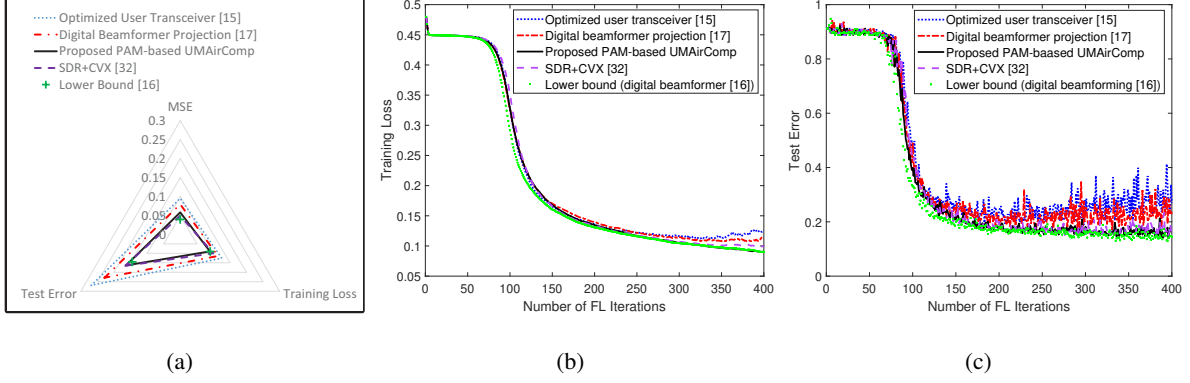 Optimized User Transceiver [15]
Digital Beamformer Projection [17]
Proposed PAM-based UMAirComp
SDR+CVX [32]
Lower Bound [16]
MSE
0.3
0.25
0.2
0.15
0.1
0.05
0
Test Error
Training Loss
(a)
Training Loss
0.5
0.45
0.4
0.35
0.3
0.25
0.2
0.15
0.1
0.05
Optimized user transceiver [15]
Digital beamformer projection [17]
Proposed PAM-based UMAirComp
SDR+CVX [32]
Lower bound (digital beamformer [16])
0 50 100 150 200 250 300 350 400
Number of FL Iterations
(b)
Test Error
1
0.8
0.6
0.4
0.2
0
Optimized user transceiver [15]
Digital beamformer projection [17]
Proposed PAM-baased UMAirComp
SDR+CVX [32]
Lower bound (digital beamforming [16])
0 50 100 150 200 250 300 350 400
Number of FL Iterations
(c)